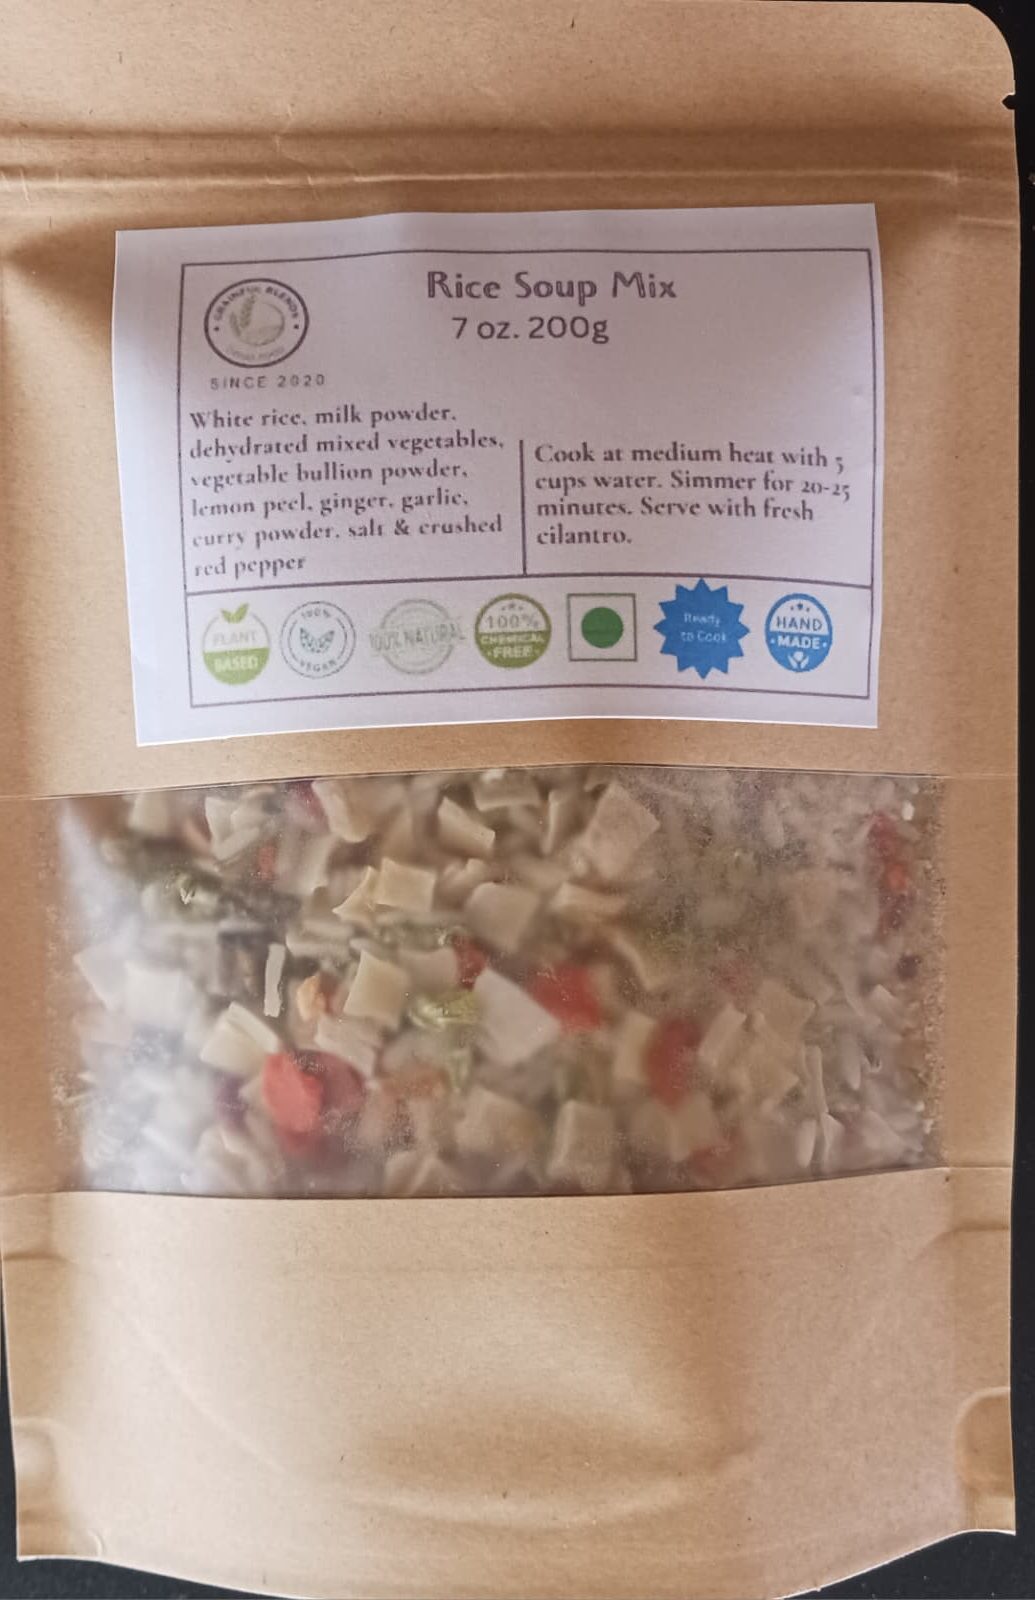 Rice Soup Mix
7 oz. 200g
GRAINFUL BLENDS
SINCE 2020
White rice, milk powder,
dehydrated mixed vegetables,
vegetable bullion powder,
lemon peel, ginger, garlic,
curry powder, salt & crushed
red pepper
Cook at medium heat with 5
cups water. Simmer for 20-25
minutes. Serve with fresh
cilantro.
PLANT
BASED
100%
VEGAN
100% NATURAL
100%
CHEMICAL
FREE
Ready
to Cook
HAND
MADE